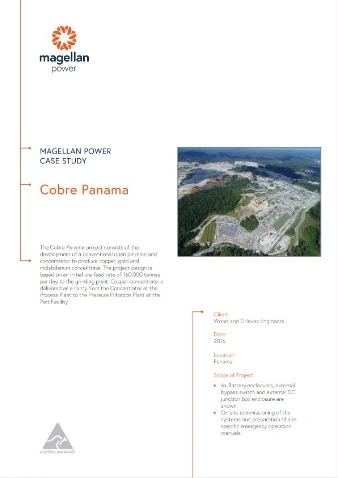 magellan
power
MAGELLAN POWER
CASE STUDY
Cobre Panama
The Cobre Panama project consists of the
development of a conventional open pit mine and
concentrator to produce copper, gold and
molybdenum concentrate. The project design is
based on an initial ore feed rate of 160,000 tonnes
per day to the grinding plant. Copper concentrate is
delivered as a slurry from the Concentrator at the
Process Plant to the Pressure Filtration Plant at the
Port Facility
Client
Wood and Grieves Engineers
Date
2016
Location
Panama
Scope of Project
• 6x Battery enclosures, external
bypass switch and external DC
junction box enclosure are
shown.
• On site commissioning of the
systems and preparation of site
specific emergency operation
manuals.
AUSTRALIAN MADE